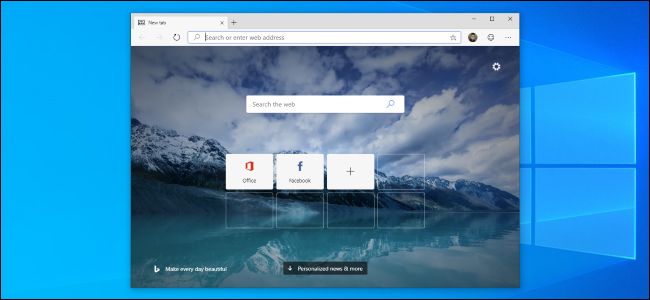 New tab
Search or enter web address
Search the web
Office
Facebook
Make every day beautiful
Personalized news & more